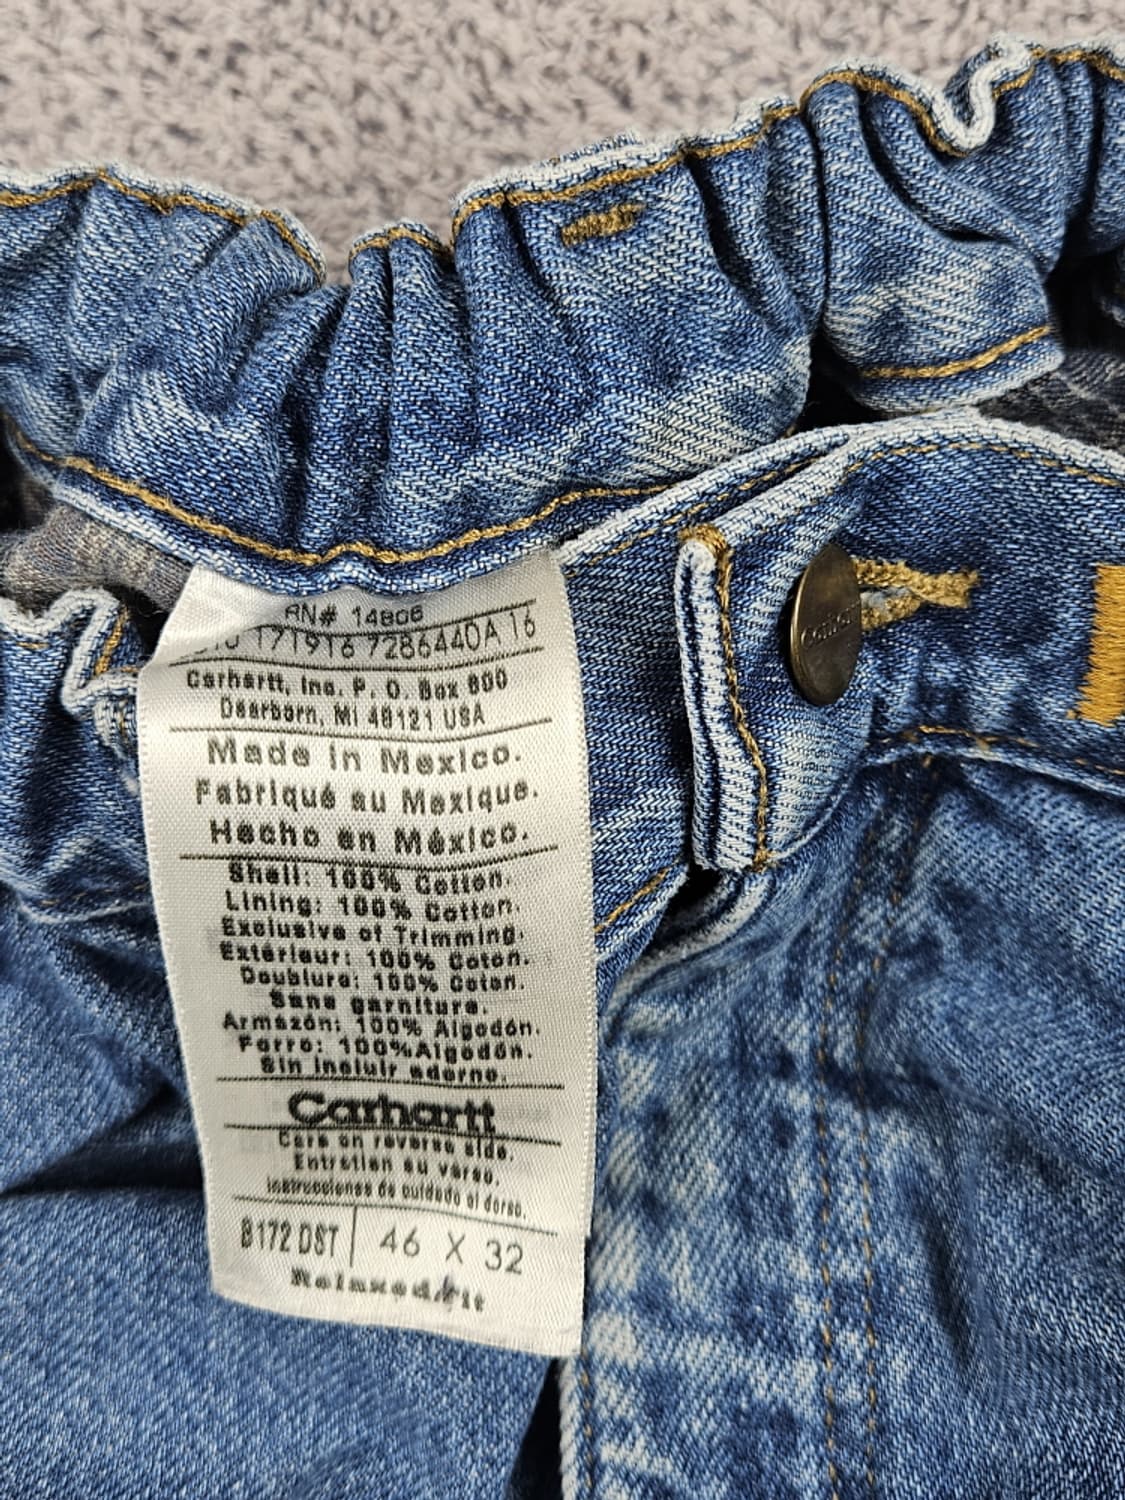 RN# 14806
171916 7286440A 16
Carhartt, Inc. P. O. Box 600
Dearborn, MI 48121 USA
Made in Mexico.
Fabriqué au Mexique.
Hecho en México.
Shell: 100% Cotton.
Lining: 100% Cotton.
Exclusive of Trimming.
Extérieur: 100% Coton.
Doublure: 100% Coton.
Sans garniture.
Armazón: 100% Algodón.
Forro: 100%Algodón.
Sin incluir adorno.
Carhartt
Care on reverse side.
Entretien au verso.
Instrucciones de cuidado al dorso.
B172 DST 46 X 32
Relaxed Fit
Carhartt